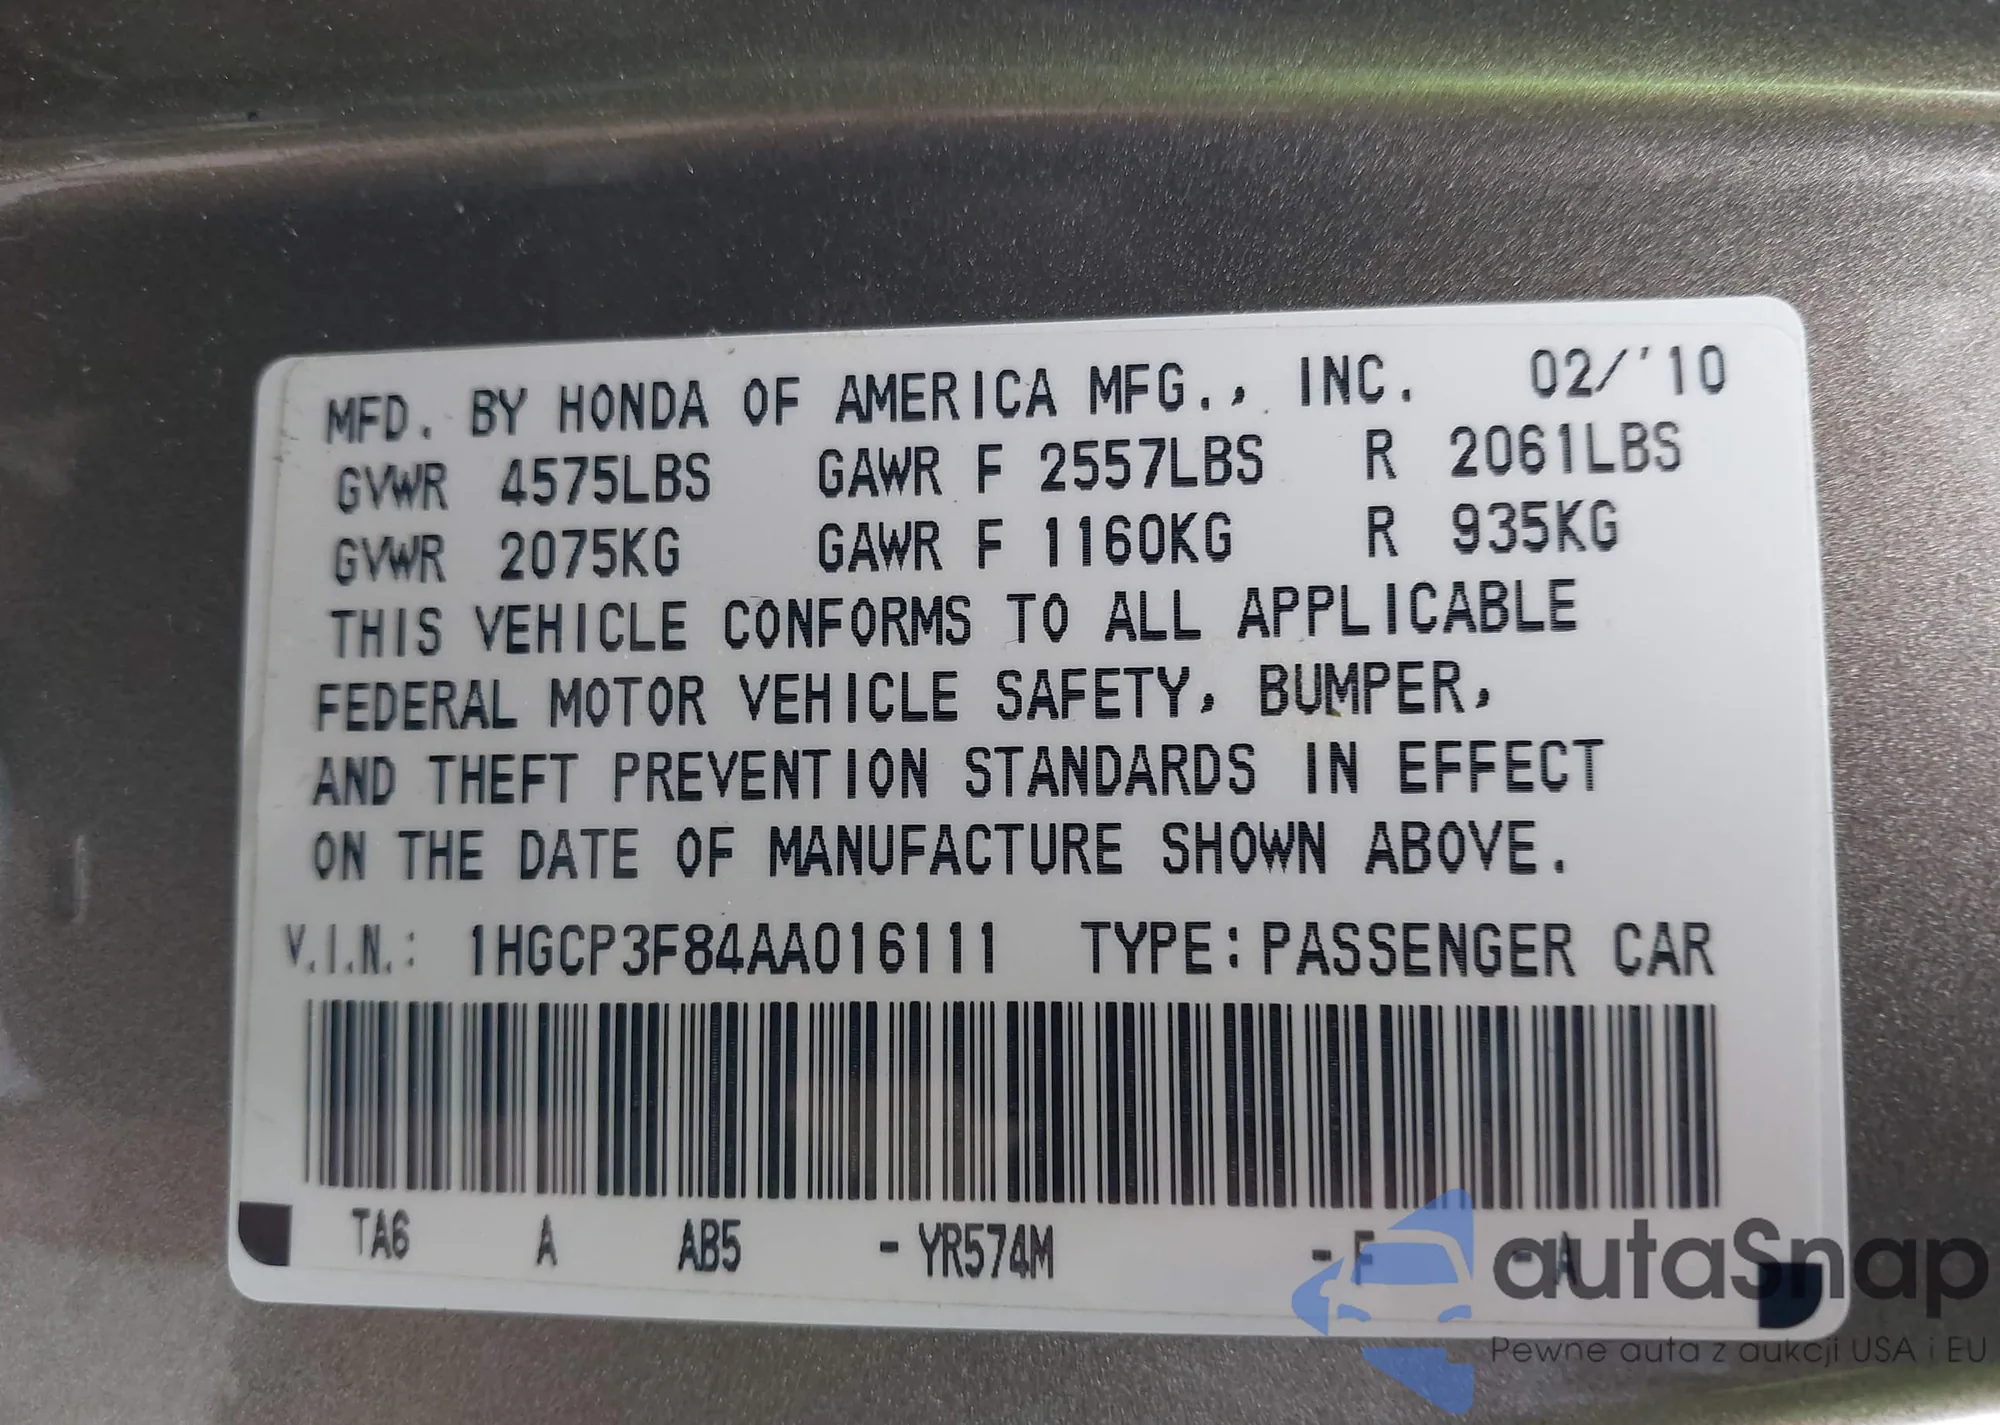 MFD. BY HONDA OF AMERICA MFG., INC. 02/'10
GVWR 4575LBS GAWR F 2557LBS R 2061LBS
GVWR 2075KG GAWR F 1160KG R 935KG
THIS VEHICLE CONFORMS TO ALL APPLICABLE
FEDERAL MOTOR VEHICLE SAFETY, BUMPER,
AND THEFT PREVENTION STANDARDS IN EFFECT
ON THE DATE OF MANUFACTURE SHOWN ABOVE.
V.I.N.: 1HGCP3F84AA016111 TYPE:PASSENGER CAR
TA6 A AB5 - YR574M - F - A
autaSnap
Pewne auta z aukcji USA i EU